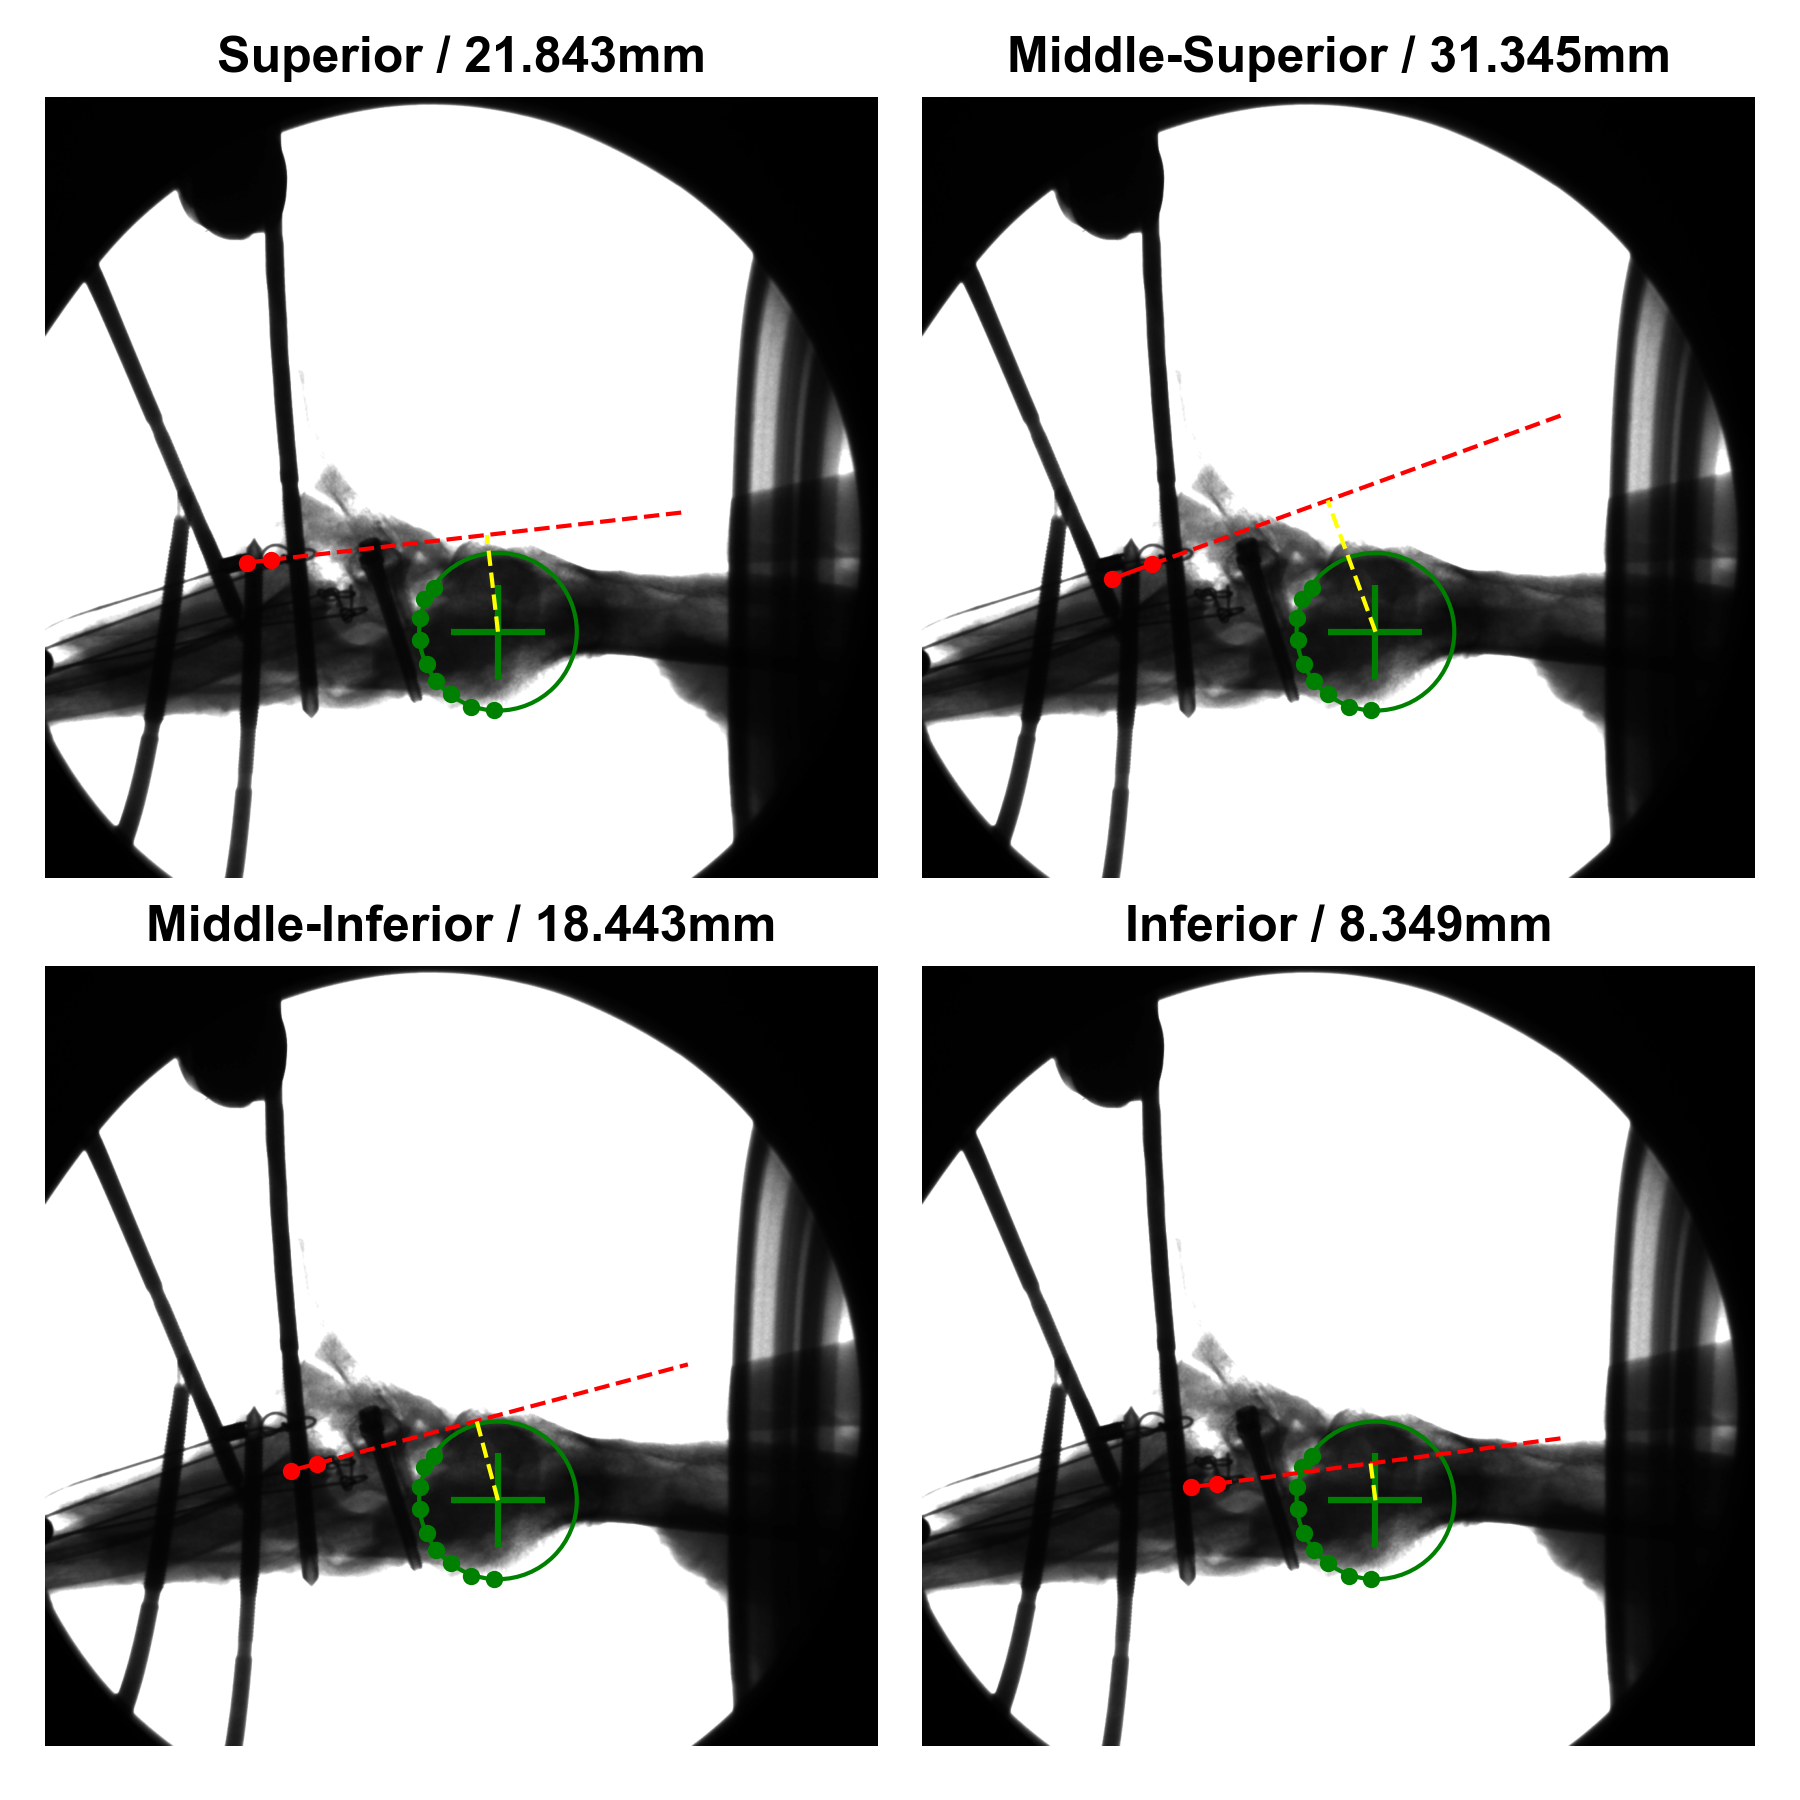 Superior / 21.843mm
Middle-Superior / 31.345mm
Middle-Inferior / 18.443mm
Inferior / 8.349mm